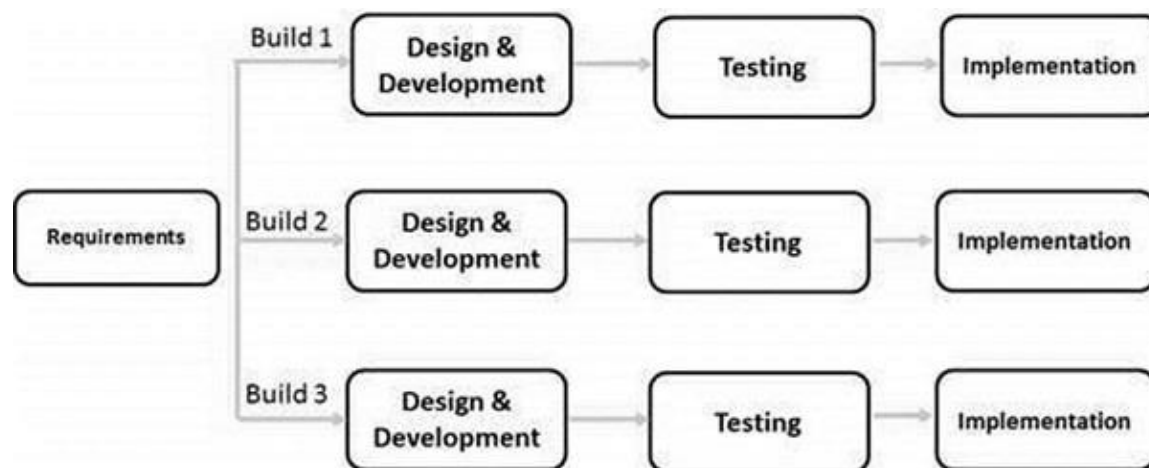 Build 1
Design &
Development
Testing
Implementation
Requirements
Build 2
Design &
Development
Testing
Implementation
Build 3
Design &
Development
Testing
Implementation